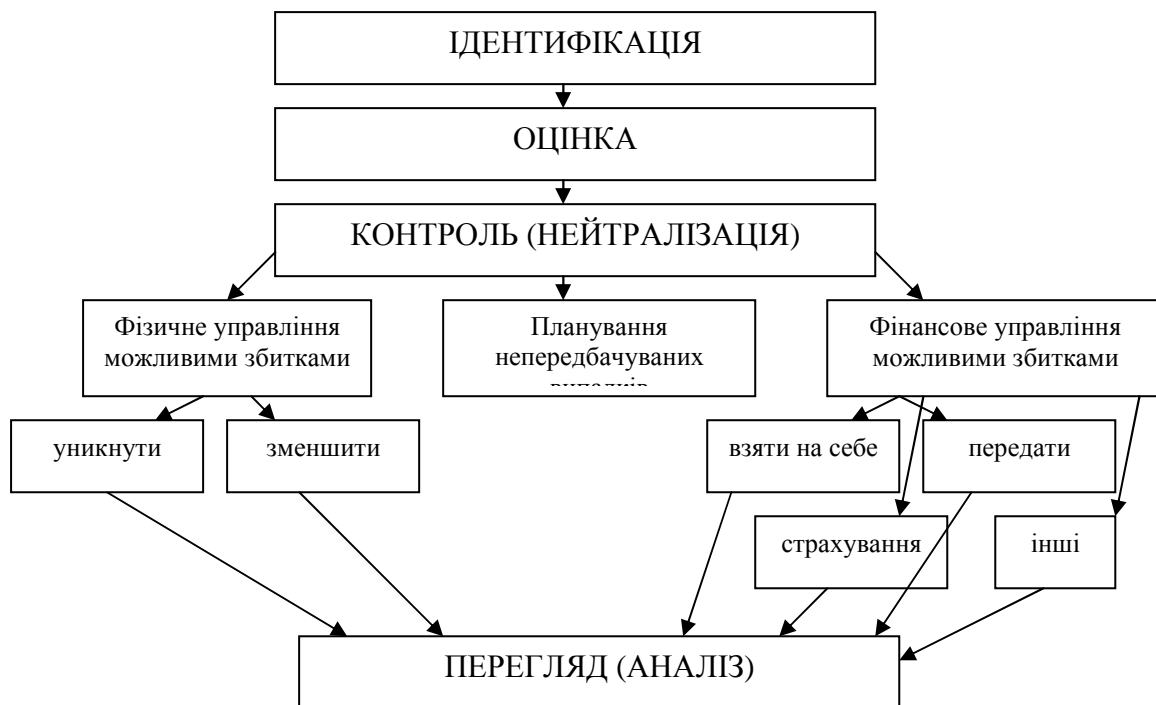 ІДЕНТИФІКАЦІЯ
ОЦІНКА
КОНТРОЛЬ (НЕЙТРАЛІЗАЦІЯ)
Фізичне управління
можливими збитками
Планування
непередбачуваних
Фінансове управління
можливими збитками
уникнути
зменшити
взяти на себе
передати
страхування
інші
ПЕРЕГЛЯД (АНАЛІЗ)